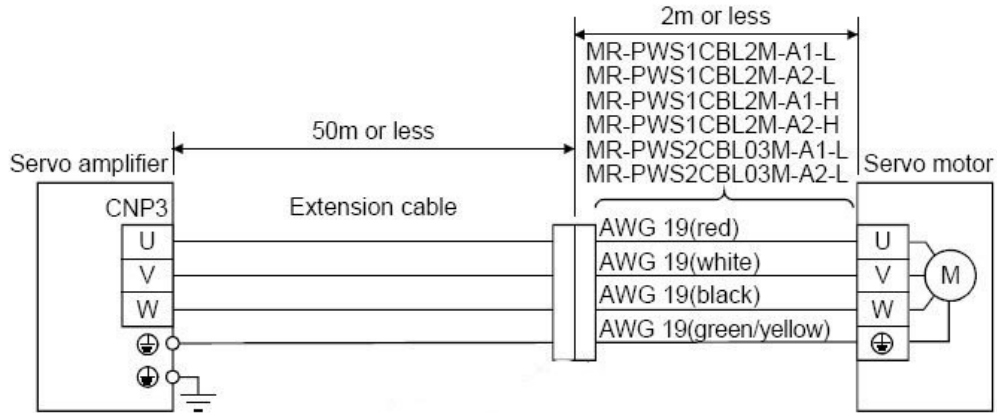 2m or less
MR-PWS1CBL2M-A1-L
MR-PWS1CBL2M-A2-L
MR-PWS1CBL2M-A1-H
MR-PWS1CBL2M-A2-H
MR-PWS2CBL03M-A1-L
MR-PWS2CBL03M-A2-L
50m or less
Servo amplifier
Servo motor
CNP3
Extension cable
U
V
W
AWG 19(red)
AWG 19(white)
AWG 19(black)
AWG 19(green/yellow)
U
V
W
M